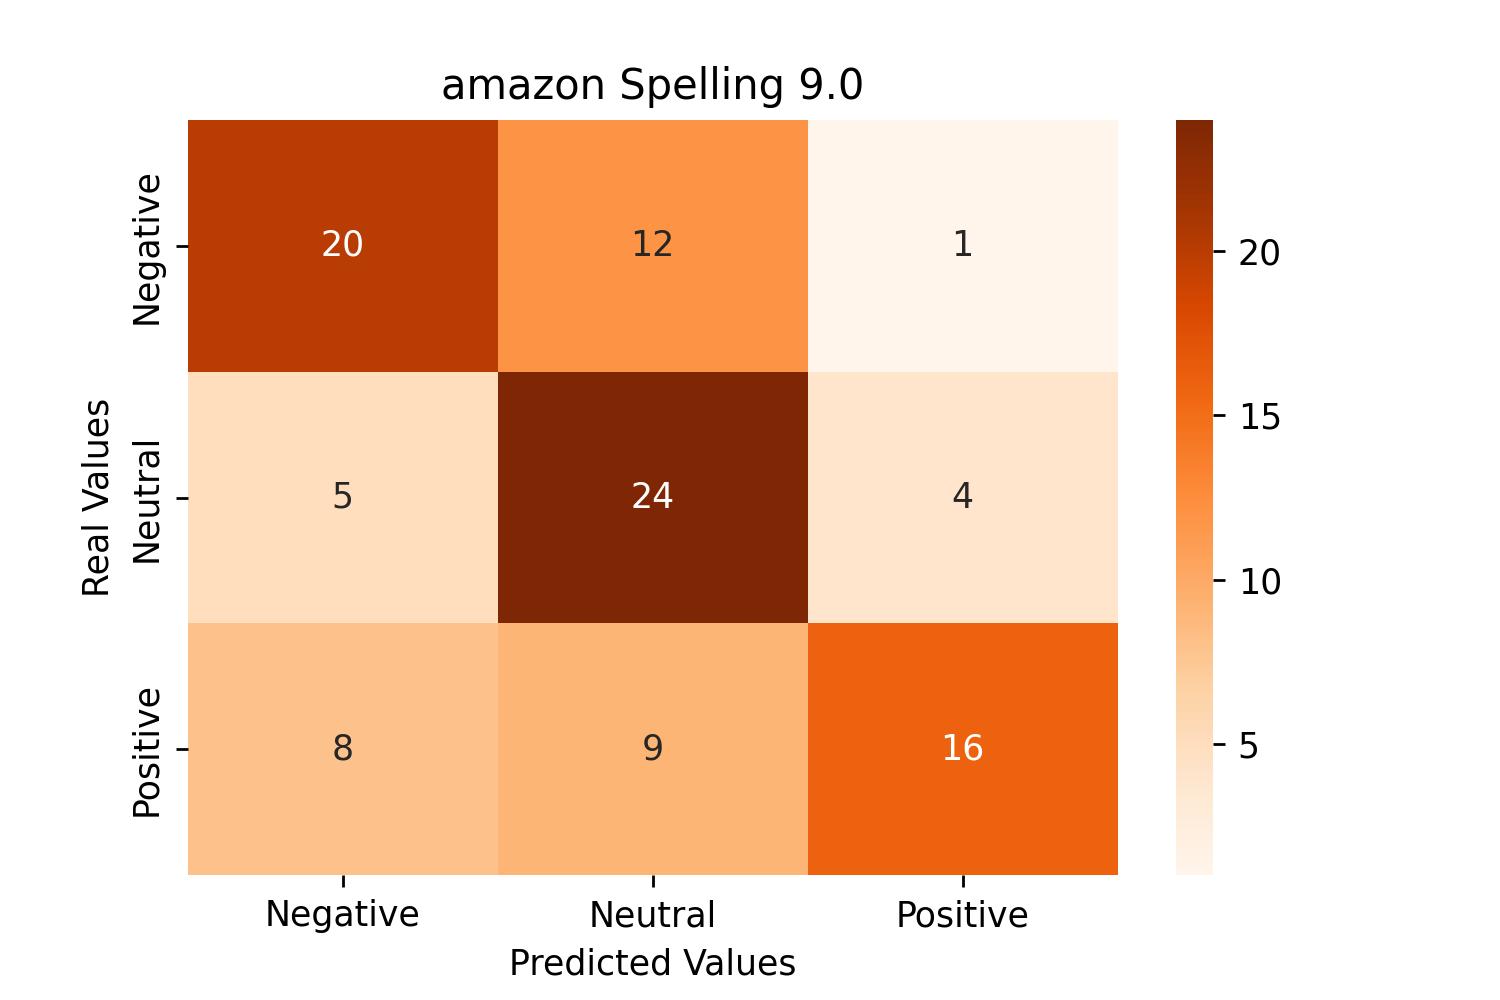 amazon Spelling 9.0
Real Values
Negative
20 12 1
Neutral
5 24 4
Positive
8 9 16
Negative Neutral Positive
Predicted Values
20
15
10
5